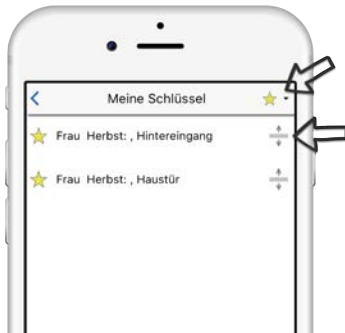 Meine Schlüssel
Frau Herbst: , Hintereingang
Frau Herbst: , Haustür